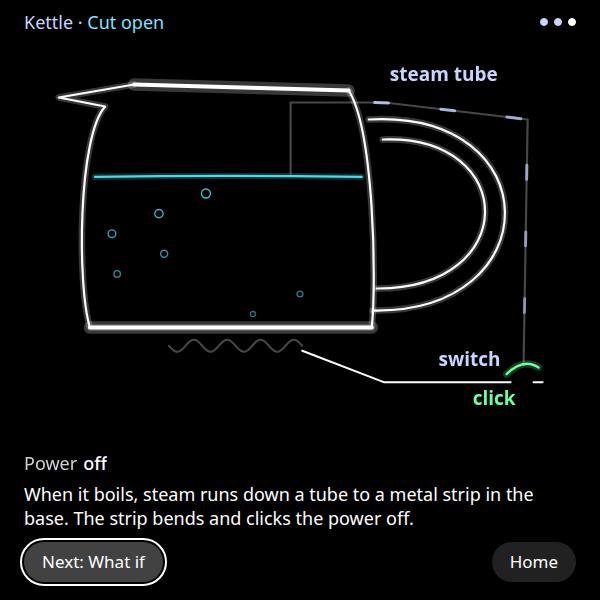 Kettle · Cut open
steam tube
switch
click
Power off
When it boils, steam runs down a tube to a metal strip in the
base. The strip bends and clicks the power off.
Next: What if
Home